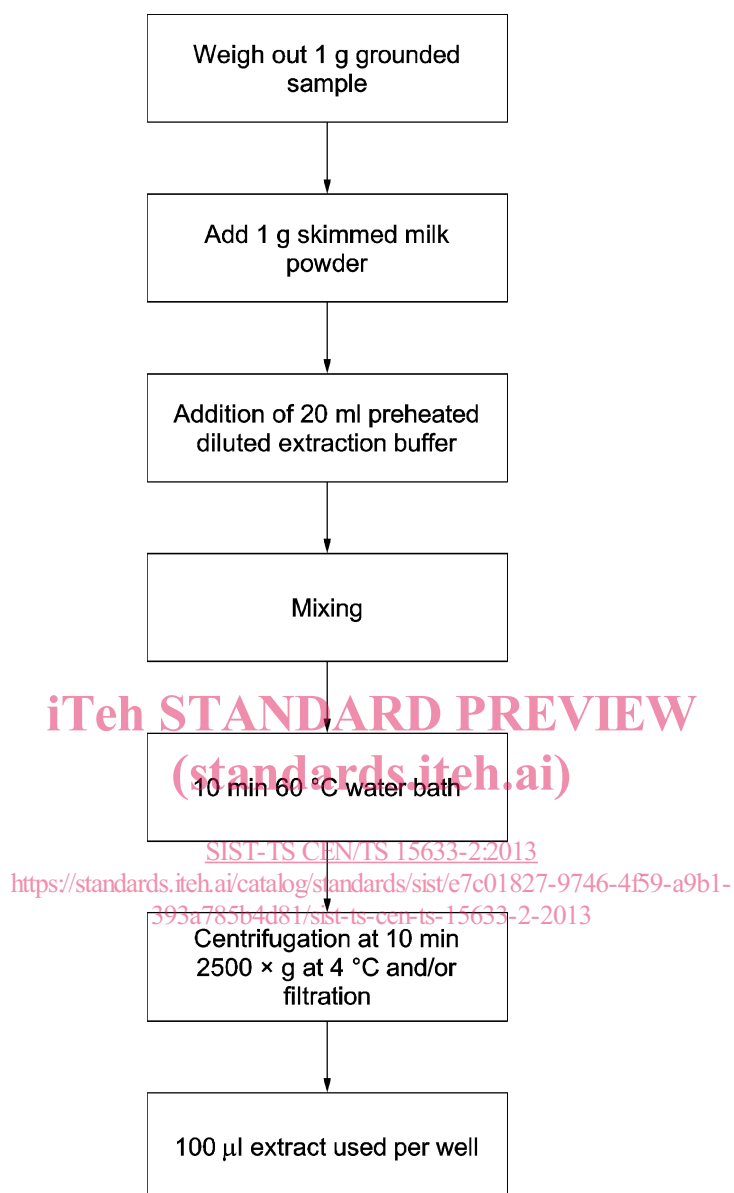 Weigh out 1 g grounded
sample
Add 1 g skimmed milk
powder
Addition of 20 ml preheated
diluted extraction buffer
Mixing
iTeh STANDARD PREVIEW
(standards.iteh.ai)
10 min 60 °C water bath
SIST-TS CEN/TS 15633-2:2013
https://standards.iteh.ai/catalog/standards/sist/e7c01827-9746-4f59-a9b1-
393a785b4d81/sist-ts-cen-ts-15633-2-2013
Centrifugation at 10 min
2500 × g at 4 °C and/or
filtration
100 µl extract used per well